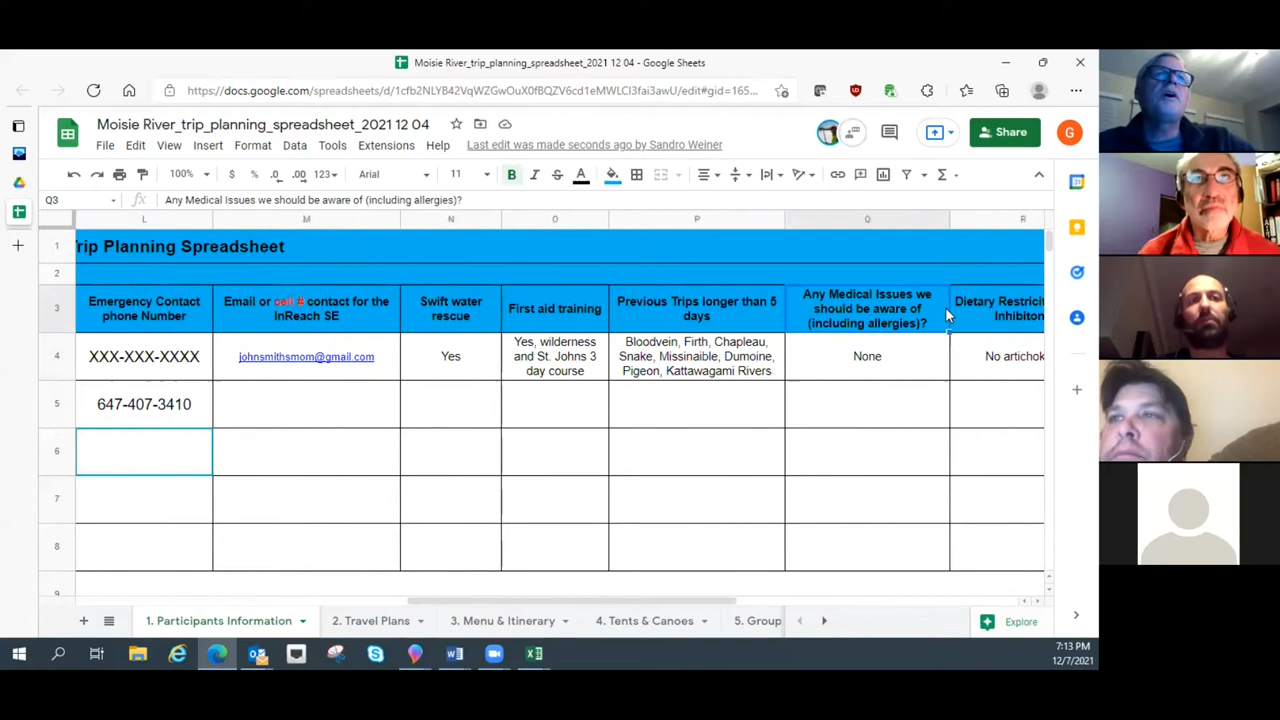 Moisie River_trip_planning_spreadsheet_2021 12 04 - Google Sheets
https://docs.google.com/spreadsheets/d/1cfb2NLYB42VqWZGwOuX0fBQZV6cd1eMWLCI3fai3awU/edit#gid=165...
Moisie River_trip_planning_spreadsheet_2021 12 04
Share
G
File Edit View Insert Format Data Tools Extensions Help Last edit was made seconds ago by Sandro Weiner
100% $ % .0 .00 123 Arial 11 B I S A
Q3 fx Any Medical Issues we should be aware of (including allergies)?
L M N O P Q R
1 Trip Planning Spreadsheet
2
3
Emergency Contact
phone Number
Email or cell # contact for the
InReach SE
Swift water
rescue
First aid training
Previous Trips longer than 5
days
Any Medical Issues we
should be aware of
(including allergies)?
Dietary Restricit
Inhibiton
4 XXX-XXX-XXXX
johnsmithsmom@gmail.com
Yes
Yes, wilderness
and St. Johns 3
day course
Bloodvein, Firth, Chapleau,
Snake, Missinaible, Dumoine,
Pigeon, Kattawagami Rivers
None
No artichok
5 647-407-3410
6
7
8
9
1. Participants Information 2. Travel Plans 3. Menu & Itinerary 4. Tents & Canoes 5. Group
Explore
7:13 PM
12/7/2021